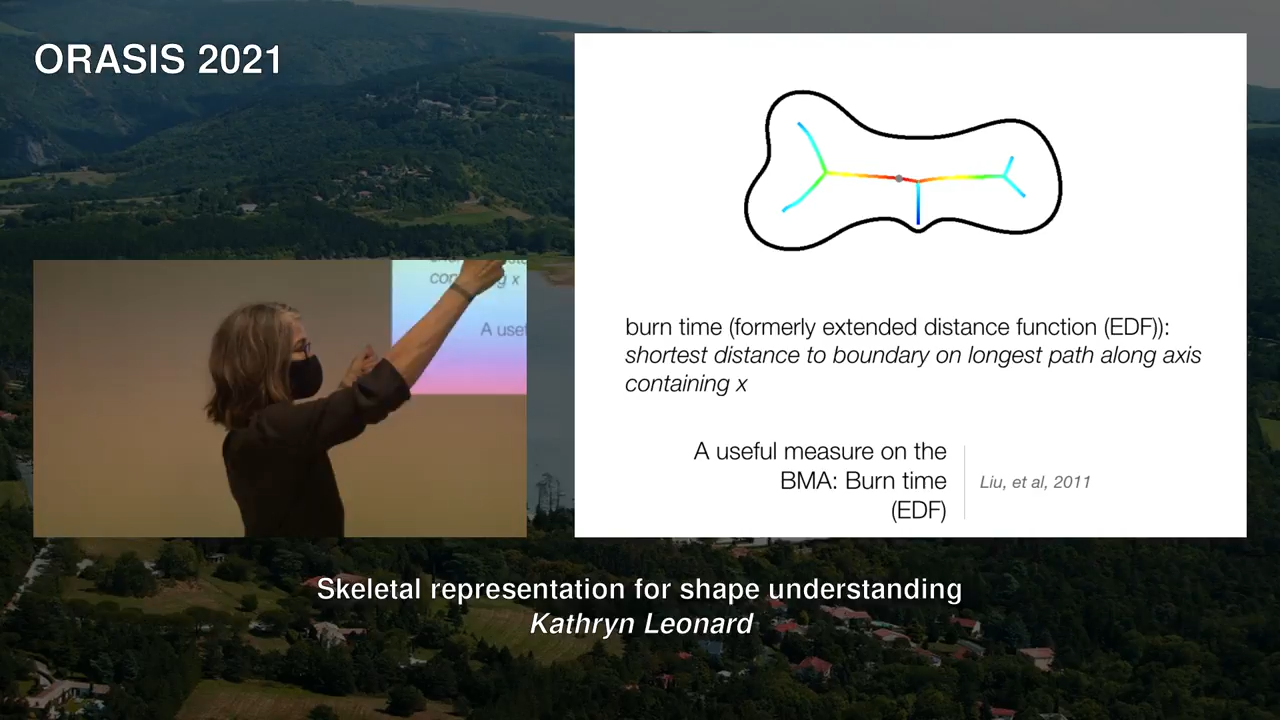 ORASIS 2021
containing x
A usef
burn time (formerly extended distance function (EDF)):
shortest distance to boundary on longest path along axis
containing x
A useful measure on the
BMA: Burn time
(EDF)
Liu, et al, 2011
Skeletal representation for shape understanding
Kathryn Leonard